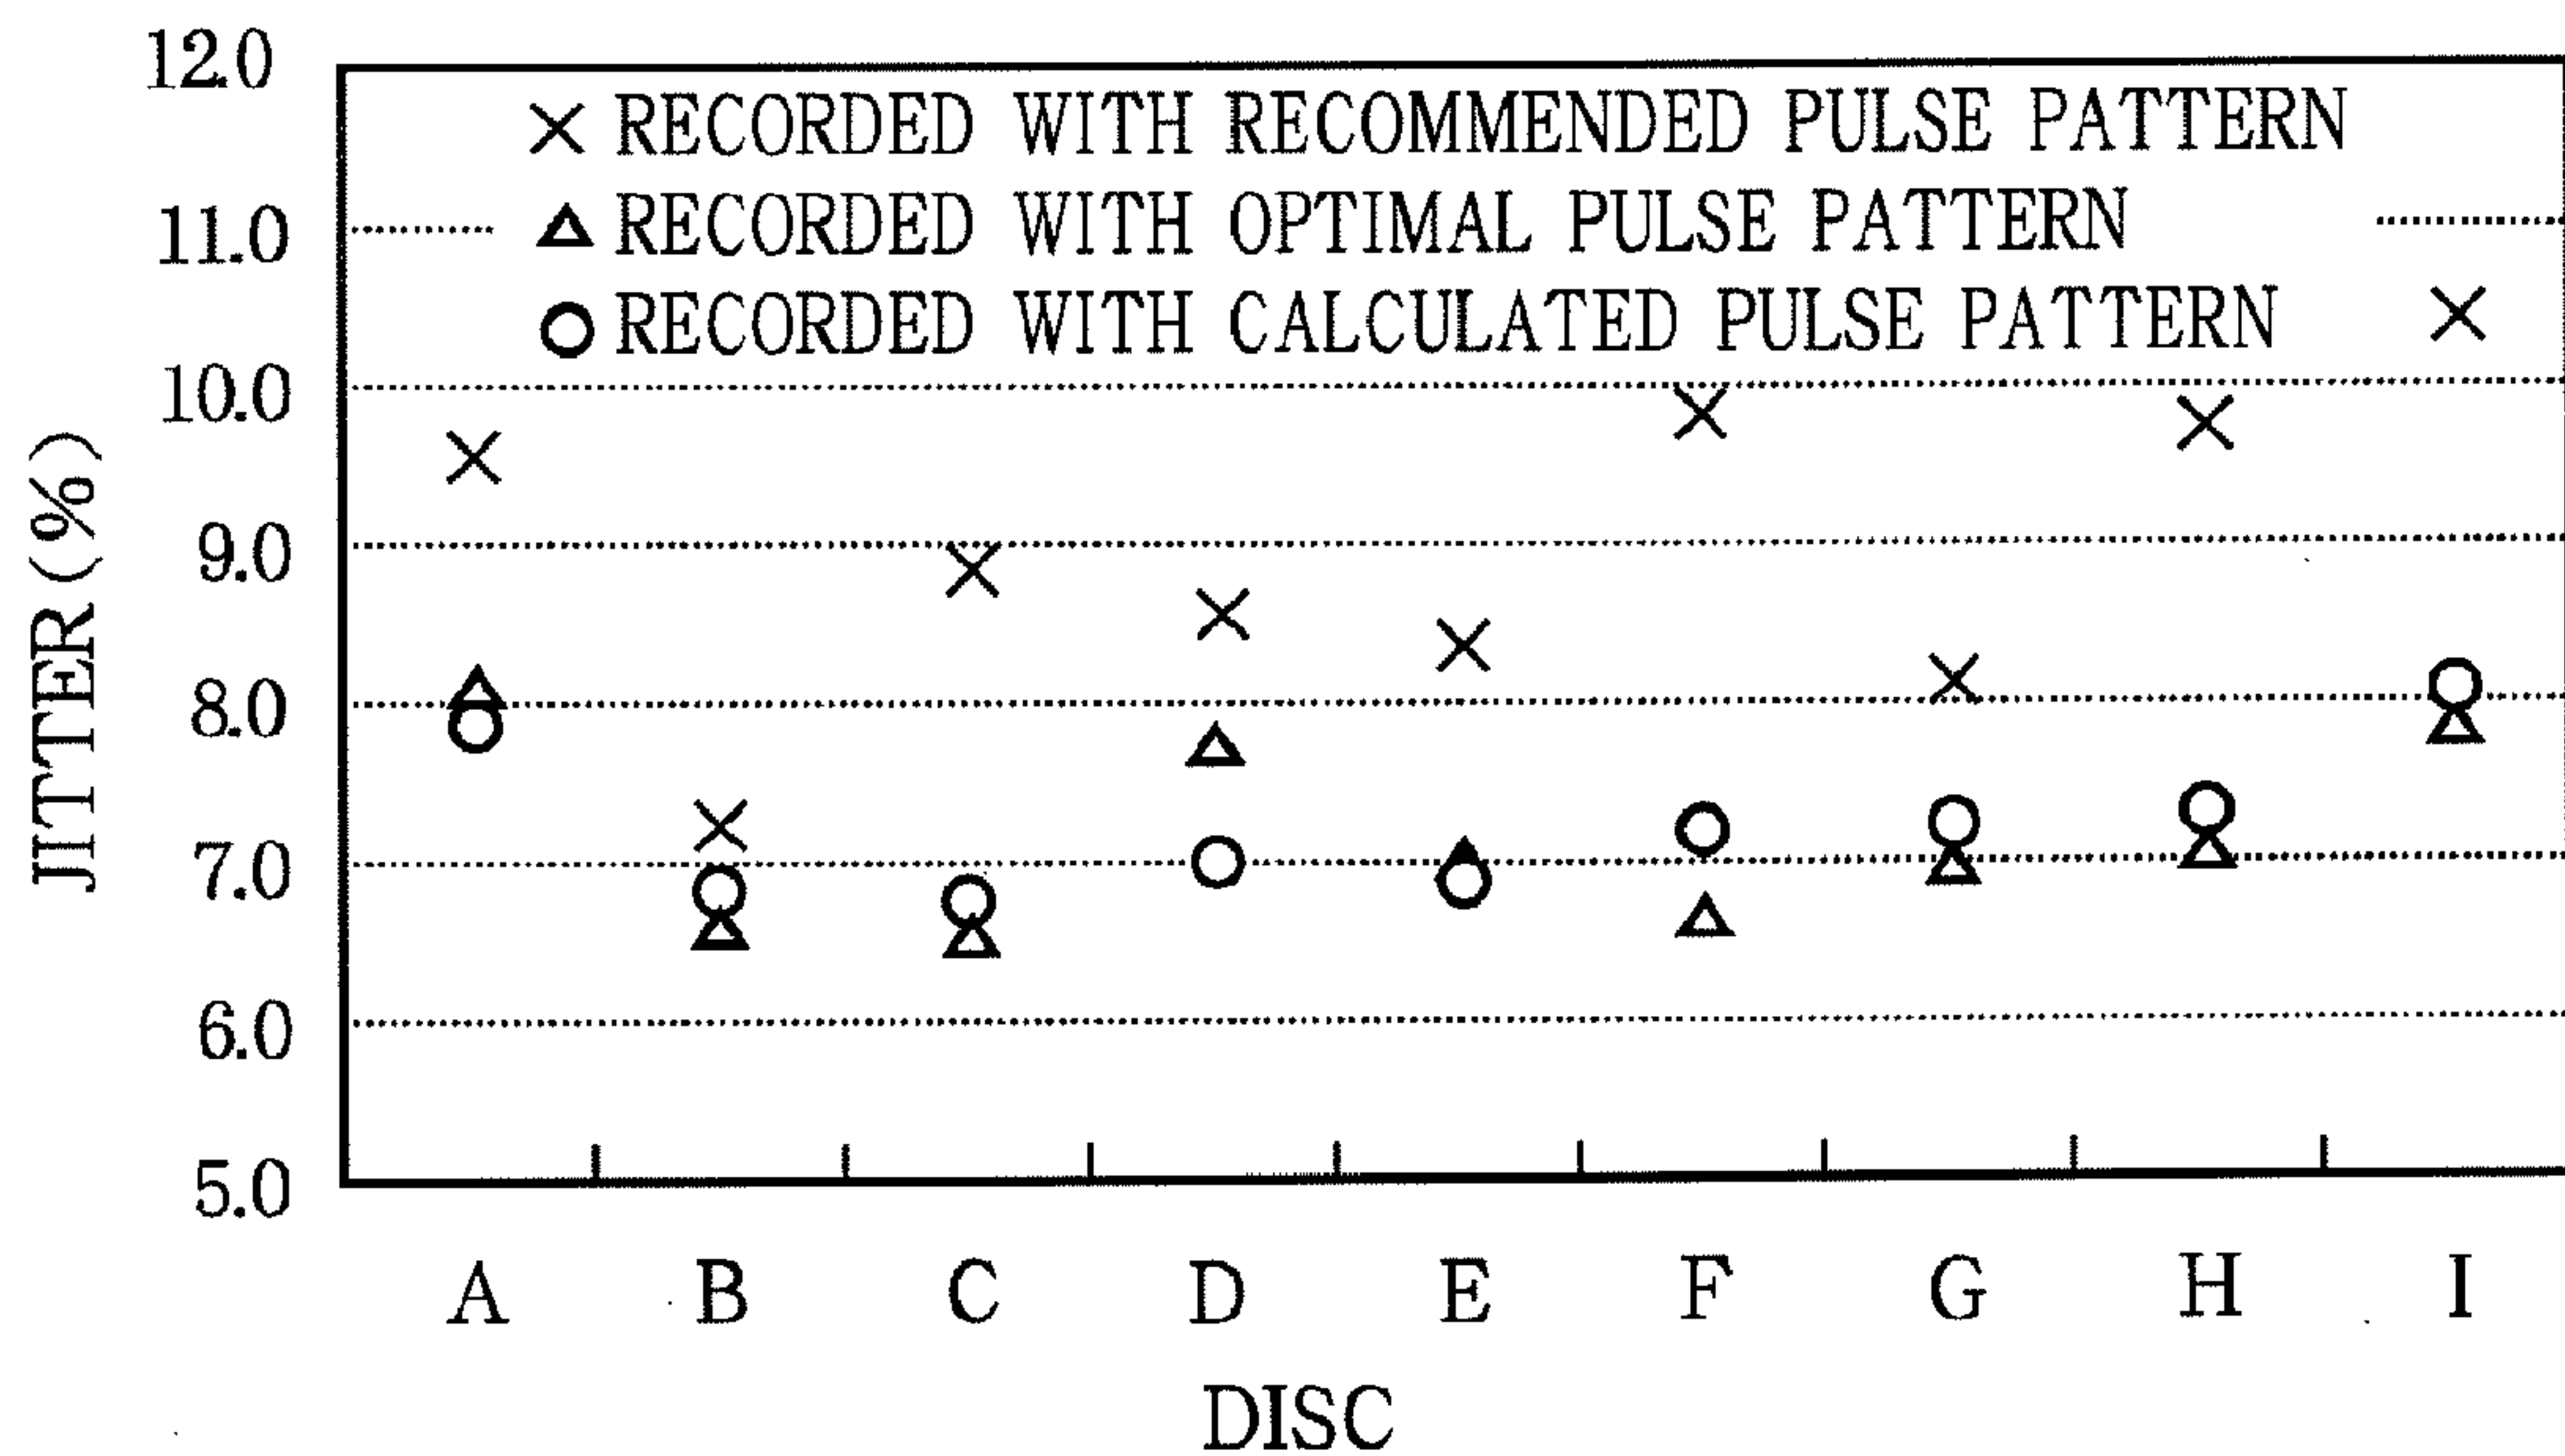 12.0
× RECORDED WITH RECOMMENDED PULSE PATTERN
11.0
△ RECORDED WITH OPTIMAL PULSE PATTERN
○ RECORDED WITH CALCULATED PULSE PATTERN
10.0
9.0
8.0
7.0
6.0
5.0
JITTER (%)
A B C D E F G H I
DISC